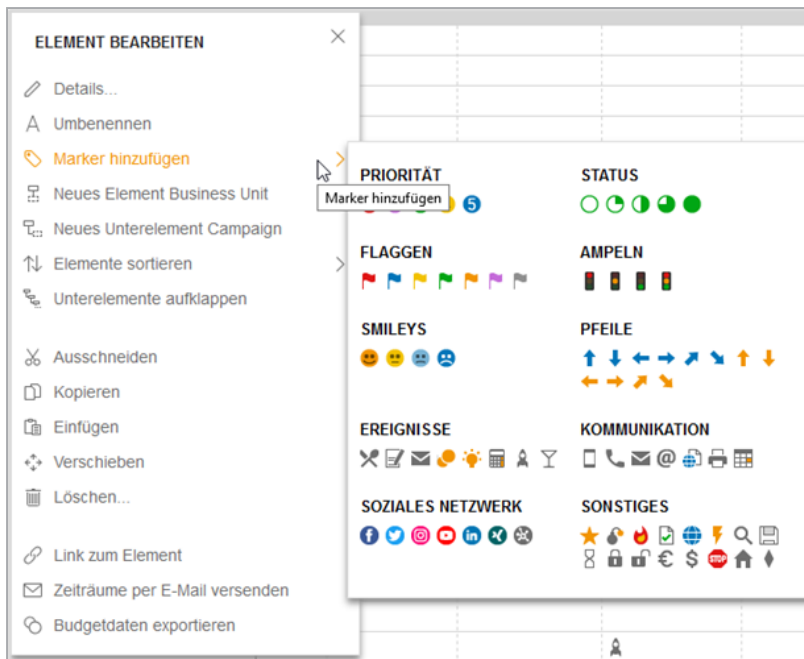 ELEMENT BEARBEITEN
Details...
Umbenennen
Marker hinzufügen
Neues Element Business Unit
Neues Unterelement Campaign
Elemente sortieren
Unterelemente aufklappen
Ausschneiden
Kopieren
Einfügen
Verschieben
Löschen...
Link zum Element
Zeiträume per E-Mail versenden
Budgetdaten exportieren
Marker hinzufügen
PRIORITÄT
5
STATUS
FLAGGEN
AMPELN
SMILEYS
PFEILE
EREIGNISSE
KOMMUNIKATION
@
SOZIALES NETZWERK
SONSTIGES
€ $ STOP